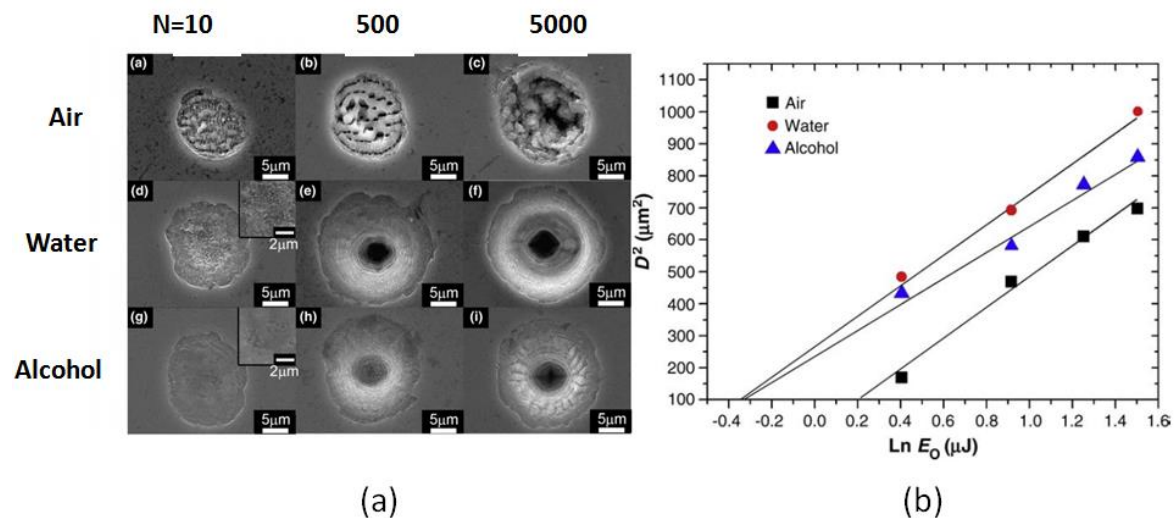 N=10 500 5000
Air
(a) (b) (c)
5μm 5μm 5μm
Water
(d) (e) (f)
2μm
5μm 5μm 5μm
Alcohol
(g) (h) (i)
2μm
5μm 5μm 5μm
(a)
D² (μm²)
1100
1000
900
800
700
600
500
400
300
200
100
Air
Water
Alcohol
-0.4 -0.2 0.0 0.2 0.4 0.6 0.8 1.0 1.2 1.4 1.6
Ln E₀ (μJ)
(b)